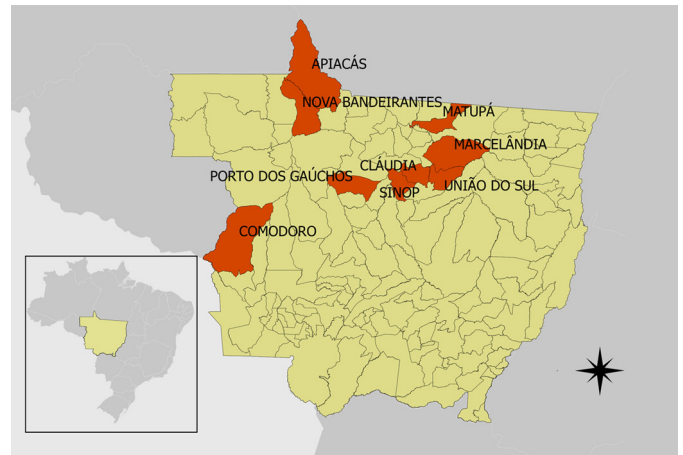 APIACÁS
NOVA BANDEIRANTES
MATUPÁ
MARCELÂNDIA
CLÁUDIA
PORTO DOS GAÚCHOS
UNIÃO DO SUL
SINOP
COMODORO